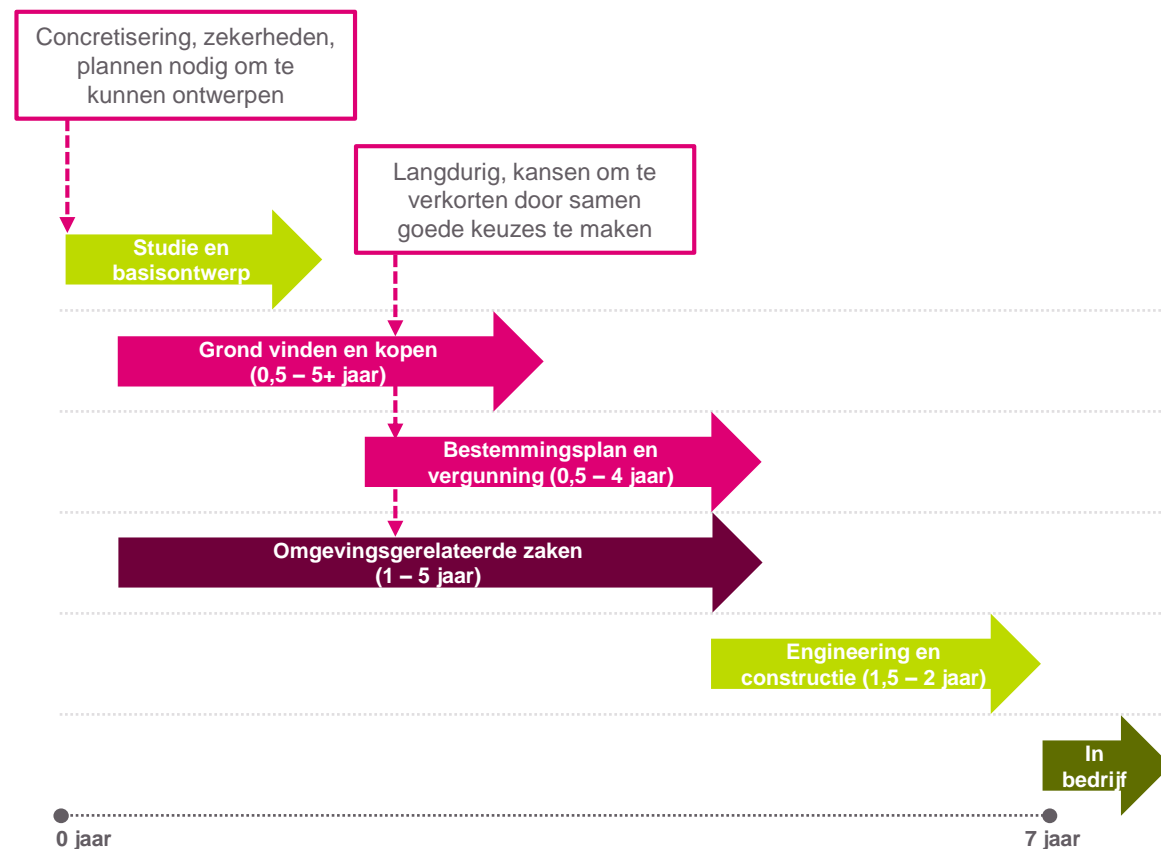 Concretisering, zekerheden,
plannen nodig om te
kunnen ontwerpen
Langdurig, kansen om te
verkorten door samen
goede keuzes te maken
Studie en
basisontwerp
Grond vinden en kopen
(0,5 – 5+ jaar)
Bestemmingsplan en
vergunning (0,5 – 4 jaar)
Omgevingsgerelateerde zaken
(1 – 5 jaar)
Engineering en
constructie (1,5 – 2 jaar)
In
bedrijf
0 jaar
7 jaar